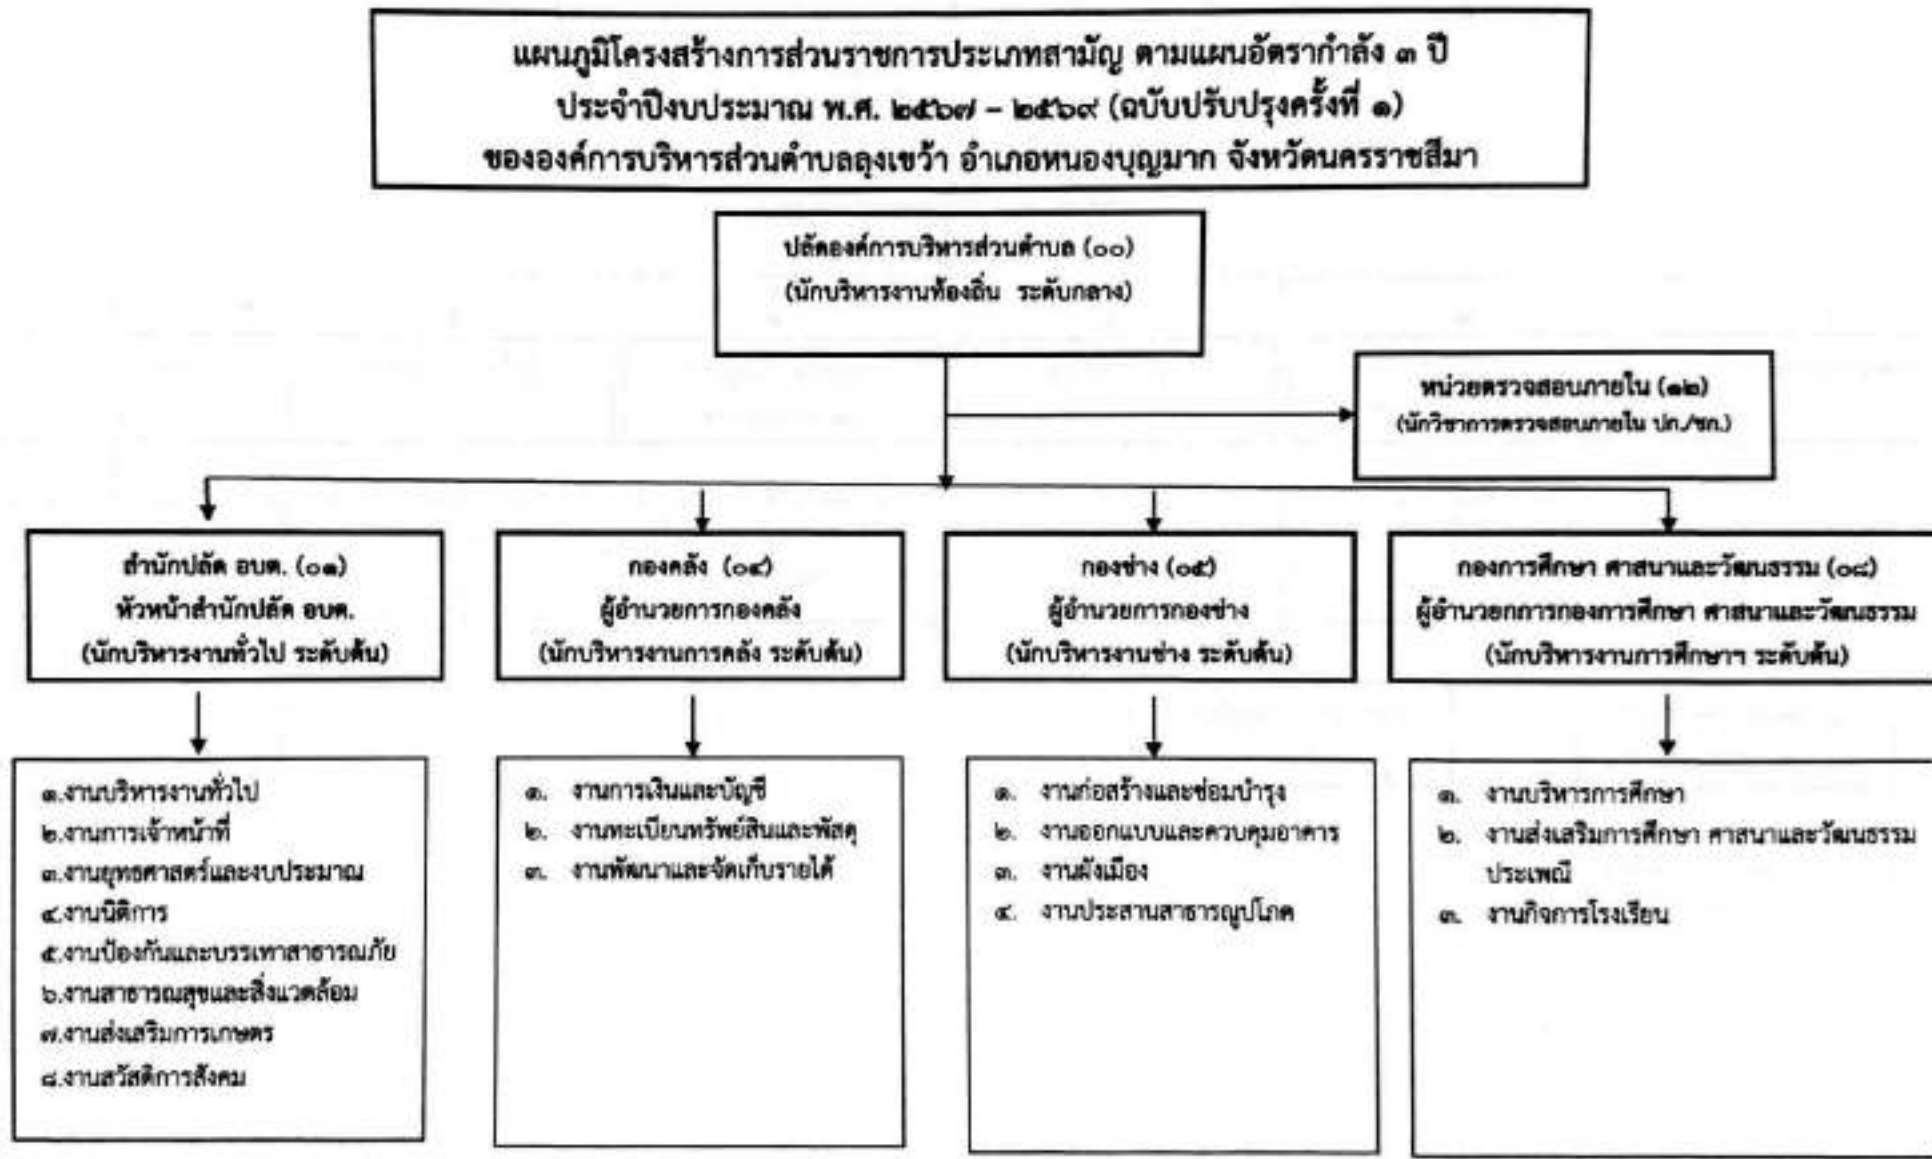 แผนภูมิโครงสร้างการส่วนราชการประเภทสามัญ ตามแผนอัตรากำลัง ๓ ปี
ประจำปีงบประมาณ พ.ศ. ๒๕๖๗ – ๒๕๖๙ (ฉบับปรับปรุงครั้งที่ ๑)
ขององค์การบริหารส่วนตำบลลุงเขว้า อำเภอหนองบุญมาก จังหวัดนครราชสีมา
ปลัดองค์การบริหารส่วนตำบล (๐๐)
(นักบริหารงานท้องถิ่น ระดับกลาง)
หน่วยตรวจสอบภายใน (๑๒)
(นักวิชาการตรวจสอบภายใน ปก./ชก.)
สำนักปลัด อบต. (๐๑)
หัวหน้าสำนักปลัด อบต.
(นักบริหารงานทั่วไป ระดับต้น)
กองคลัง (๐๔)
ผู้อำนวยการกองคลัง
(นักบริหารงานการคลัง ระดับต้น)
กองช่าง (๐๕)
ผู้อำนวยการกองช่าง
(นักบริหารงานช่าง ระดับต้น)
กองการศึกษา ศาสนาและวัฒนธรรม (๐๘)
ผู้อำนวยกการกองการศึกษา ศาสนาและวัฒนธรรม
(นักบริหารงานการศึกษาฯ ระดับต้น)
๑.งานบริหารงานทั่วไป
๒.งานการเจ้าหน้าที่
๓.งานยุทธศาสตร์และงบประมาณ
๔.งานนิติการ
๕.งานป้องกันและบรรเทาสาธารณภัย
๖.งานสาธารณสุขและสิ่งแวดล้อม
๗.งานส่งเสริมการเกษตร
๘.งานสวัสดิการสังคม
๑. งานการเงินและบัญชี
๒. งานทะเบียนทรัพย์สินและพัสดุ
๓. งานพัฒนาและจัดเก็บรายได้
๑. งานก่อสร้างและซ่อมบำรุง
๒. งานออกแบบและควบคุมอาคาร
๓. งานผังเมือง
๔. งานประสานสาธารณูปโภค
๑. งานบริหารการศึกษา
๒. งานส่งเสริมการศึกษา ศาสนาและวัฒนธรรม
ประเพณี
๓. งานกิจการโรงเรียน